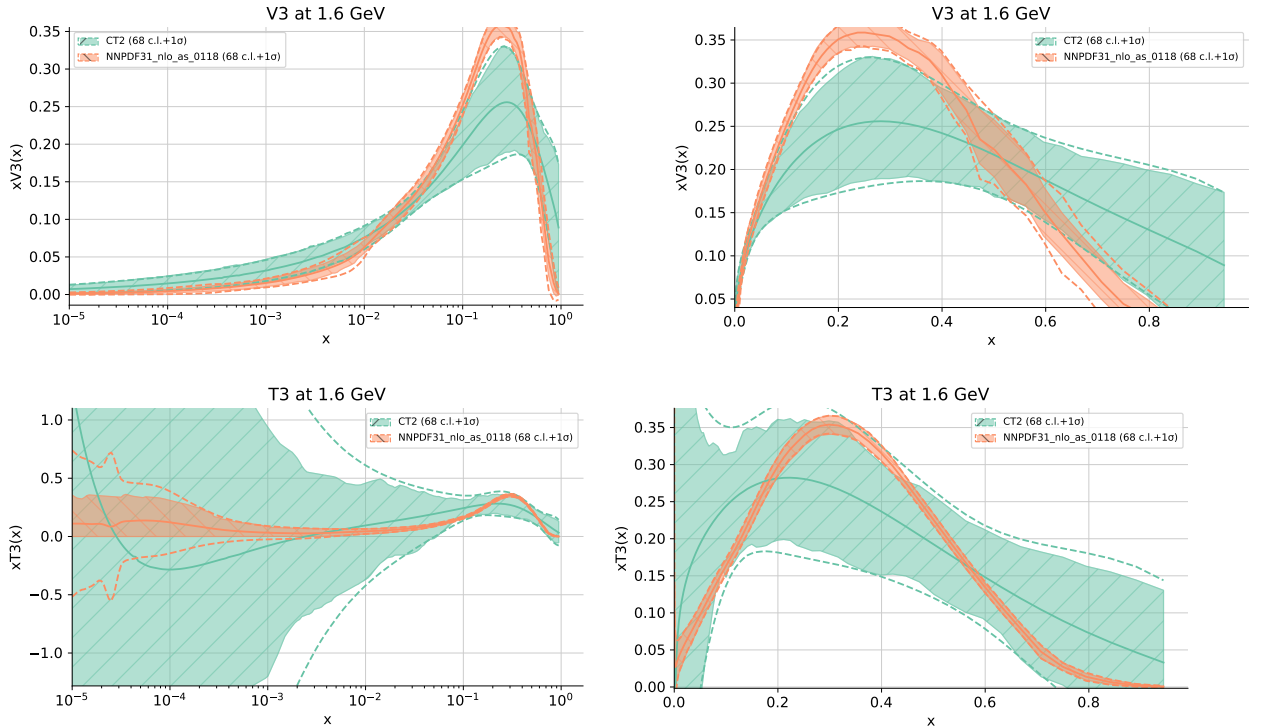 V3 at 1.6 GeV
CT2 (68 c.l.+1σ)
NNPDF31_nlo_as_0118 (68 c.l.+1σ)
xV3(x)
0.35
0.30
0.25
0.20
0.15
0.10
0.05
0.00
10⁻⁵
10⁻⁴
10⁻³
10⁻²
10⁻¹
10⁰
x
V3 at 1.6 GeV
CT2 (68 c.l.+1σ)
NNPDF31_nlo_as_0118 (68 c.l.+1σ)
xV3(x)
0.35
0.30
0.25
0.20
0.15
0.10
0.05
0.0
0.2
0.4
0.6
0.8
x
T3 at 1.6 GeV
CT2 (68 c.l.+1σ)
NNPDF31_nlo_as_0118 (68 c.l.+1σ)
xT3(x)
1.0
0.5
0.0
−0.5
−1.0
10⁻⁵
10⁻⁴
10⁻³
10⁻²
10⁻¹
10⁰
x
T3 at 1.6 GeV
CT2 (68 c.l.+1σ)
NNPDF31_nlo_as_0118 (68 c.l.+1σ)
xT3(x)
0.35
0.30
0.25
0.20
0.15
0.10
0.05
0.00
0.0
0.2
0.4
0.6
0.8
x